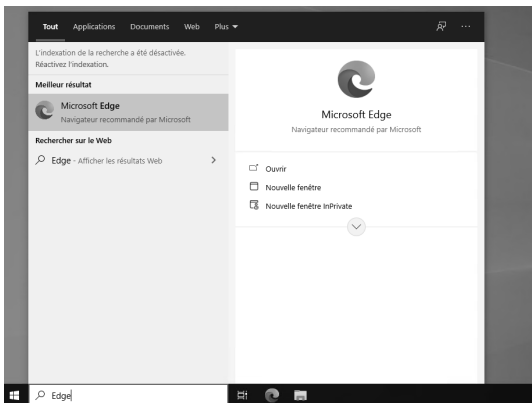 Tout Applications Documents Web Plus
L'indexation de la recherche a été désactivée.
Réactivez l'indexation.
Meilleur résultat
Microsoft Edge
Navigateur recommandé par Microsoft
Rechercher sur le Web
Edge - Afficher les résultats Web
Microsoft Edge
Navigateur recommandé par Microsoft
Ouvrir
Nouvelle fenêtre
Nouvelle fenêtre InPrivate
Edge